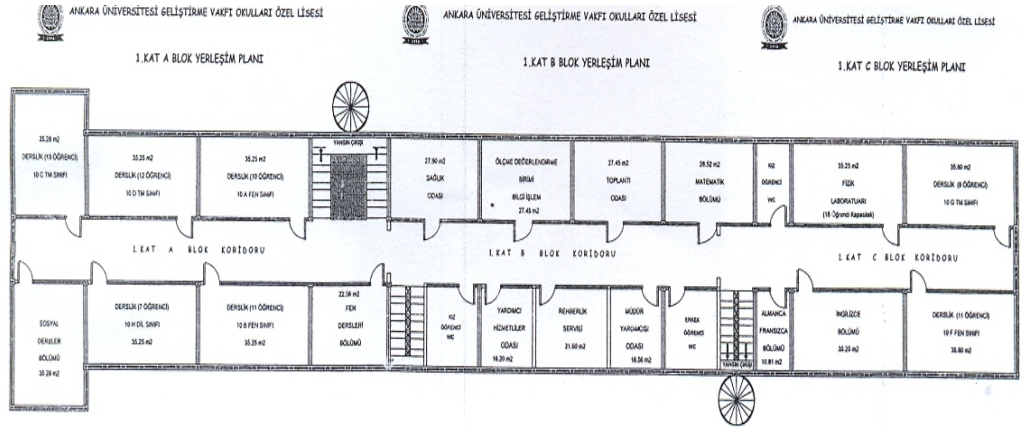 ANKARA ÜNİVERSİTESİ GELİŞTİRME VAKFI OKULLARI ÖZEL LİSESİ
1.KAT A BLOK YERLEŞİM PLANI
ANKARA ÜNİVERSİTESİ GELİŞTİRME VAKFI OKULLARI ÖZEL LİSESİ
1.KAT B BLOK YERLEŞİM PLANI
ANKARA ÜNİVERSİTESİ GELİŞTİRME VAKFI OKULLARI ÖZEL LİSESİ
1.KAT C BLOK YERLEŞİM PLANI
35.28 m2
DERSLİK (13 ÖĞRENCİ)
10 C TM SINIFI
35.25 m2
DERSLİK (12 ÖĞRENCİ)
10 D TM SINIFI
35.25 m2
DERSLİK (10 ÖĞRENCİ)
10 A FEN SINIFI
YANGIN ÇIKIŞI
27.90 m2
SAĞLIK
ODASI
ÖLÇME DEĞERLENDİRME
BİRİMİ
BİLGİ İŞLEM
27.45 m2
27.45 m2
TOPLANTI
ODASI
28.52 m2
MATEMATİK
BÖLÜMÜ
KIZ
ÖĞRENCİ
WC
35.25 m2
FİZİK
LABORATUARI
(18 Öğrenci Kapasiteli)
35.80 m2
DERSLİK (8 ÖĞRENCİ)
10 G TM SINIFI
1.KAT A BLOK KORİDORU
1.KAT B BLOK KORİDORU
1.KAT C BLOK KORİDORU
SOSYAL
DERSLER
BÖLÜMÜ
35.28 m2
DERSLİK (7 ÖĞRENCİ)
10 H DİL SINIFI
35.25 m2
DERSLİK (11 ÖĞRENCİ)
10 B FEN SINIFI
35.25 m2
22.56 m2
FEN
DERSLERİ
BÖLÜMÜ
KIZ
ÖĞRENCİ
WC
YARDIMCI
HİZMETLİLER
ODASI
16.20 m2
REHBERLİK
SERVİSİ
21.60 m2
MÜDÜR
YARDIMCISI
ODASI
16.56 m2
ERKEK
ÖĞRENCİ
WC
YANGIN ÇIKIŞI
ALMANCA
FRANSIZCA
BÖLÜMÜ
10.81 m2
İNGİLİZCE
BÖLÜMÜ
35.25 m2
DERSLİK (11 ÖĞRENCİ)
10 F FEN SINIFI
36.80 m2